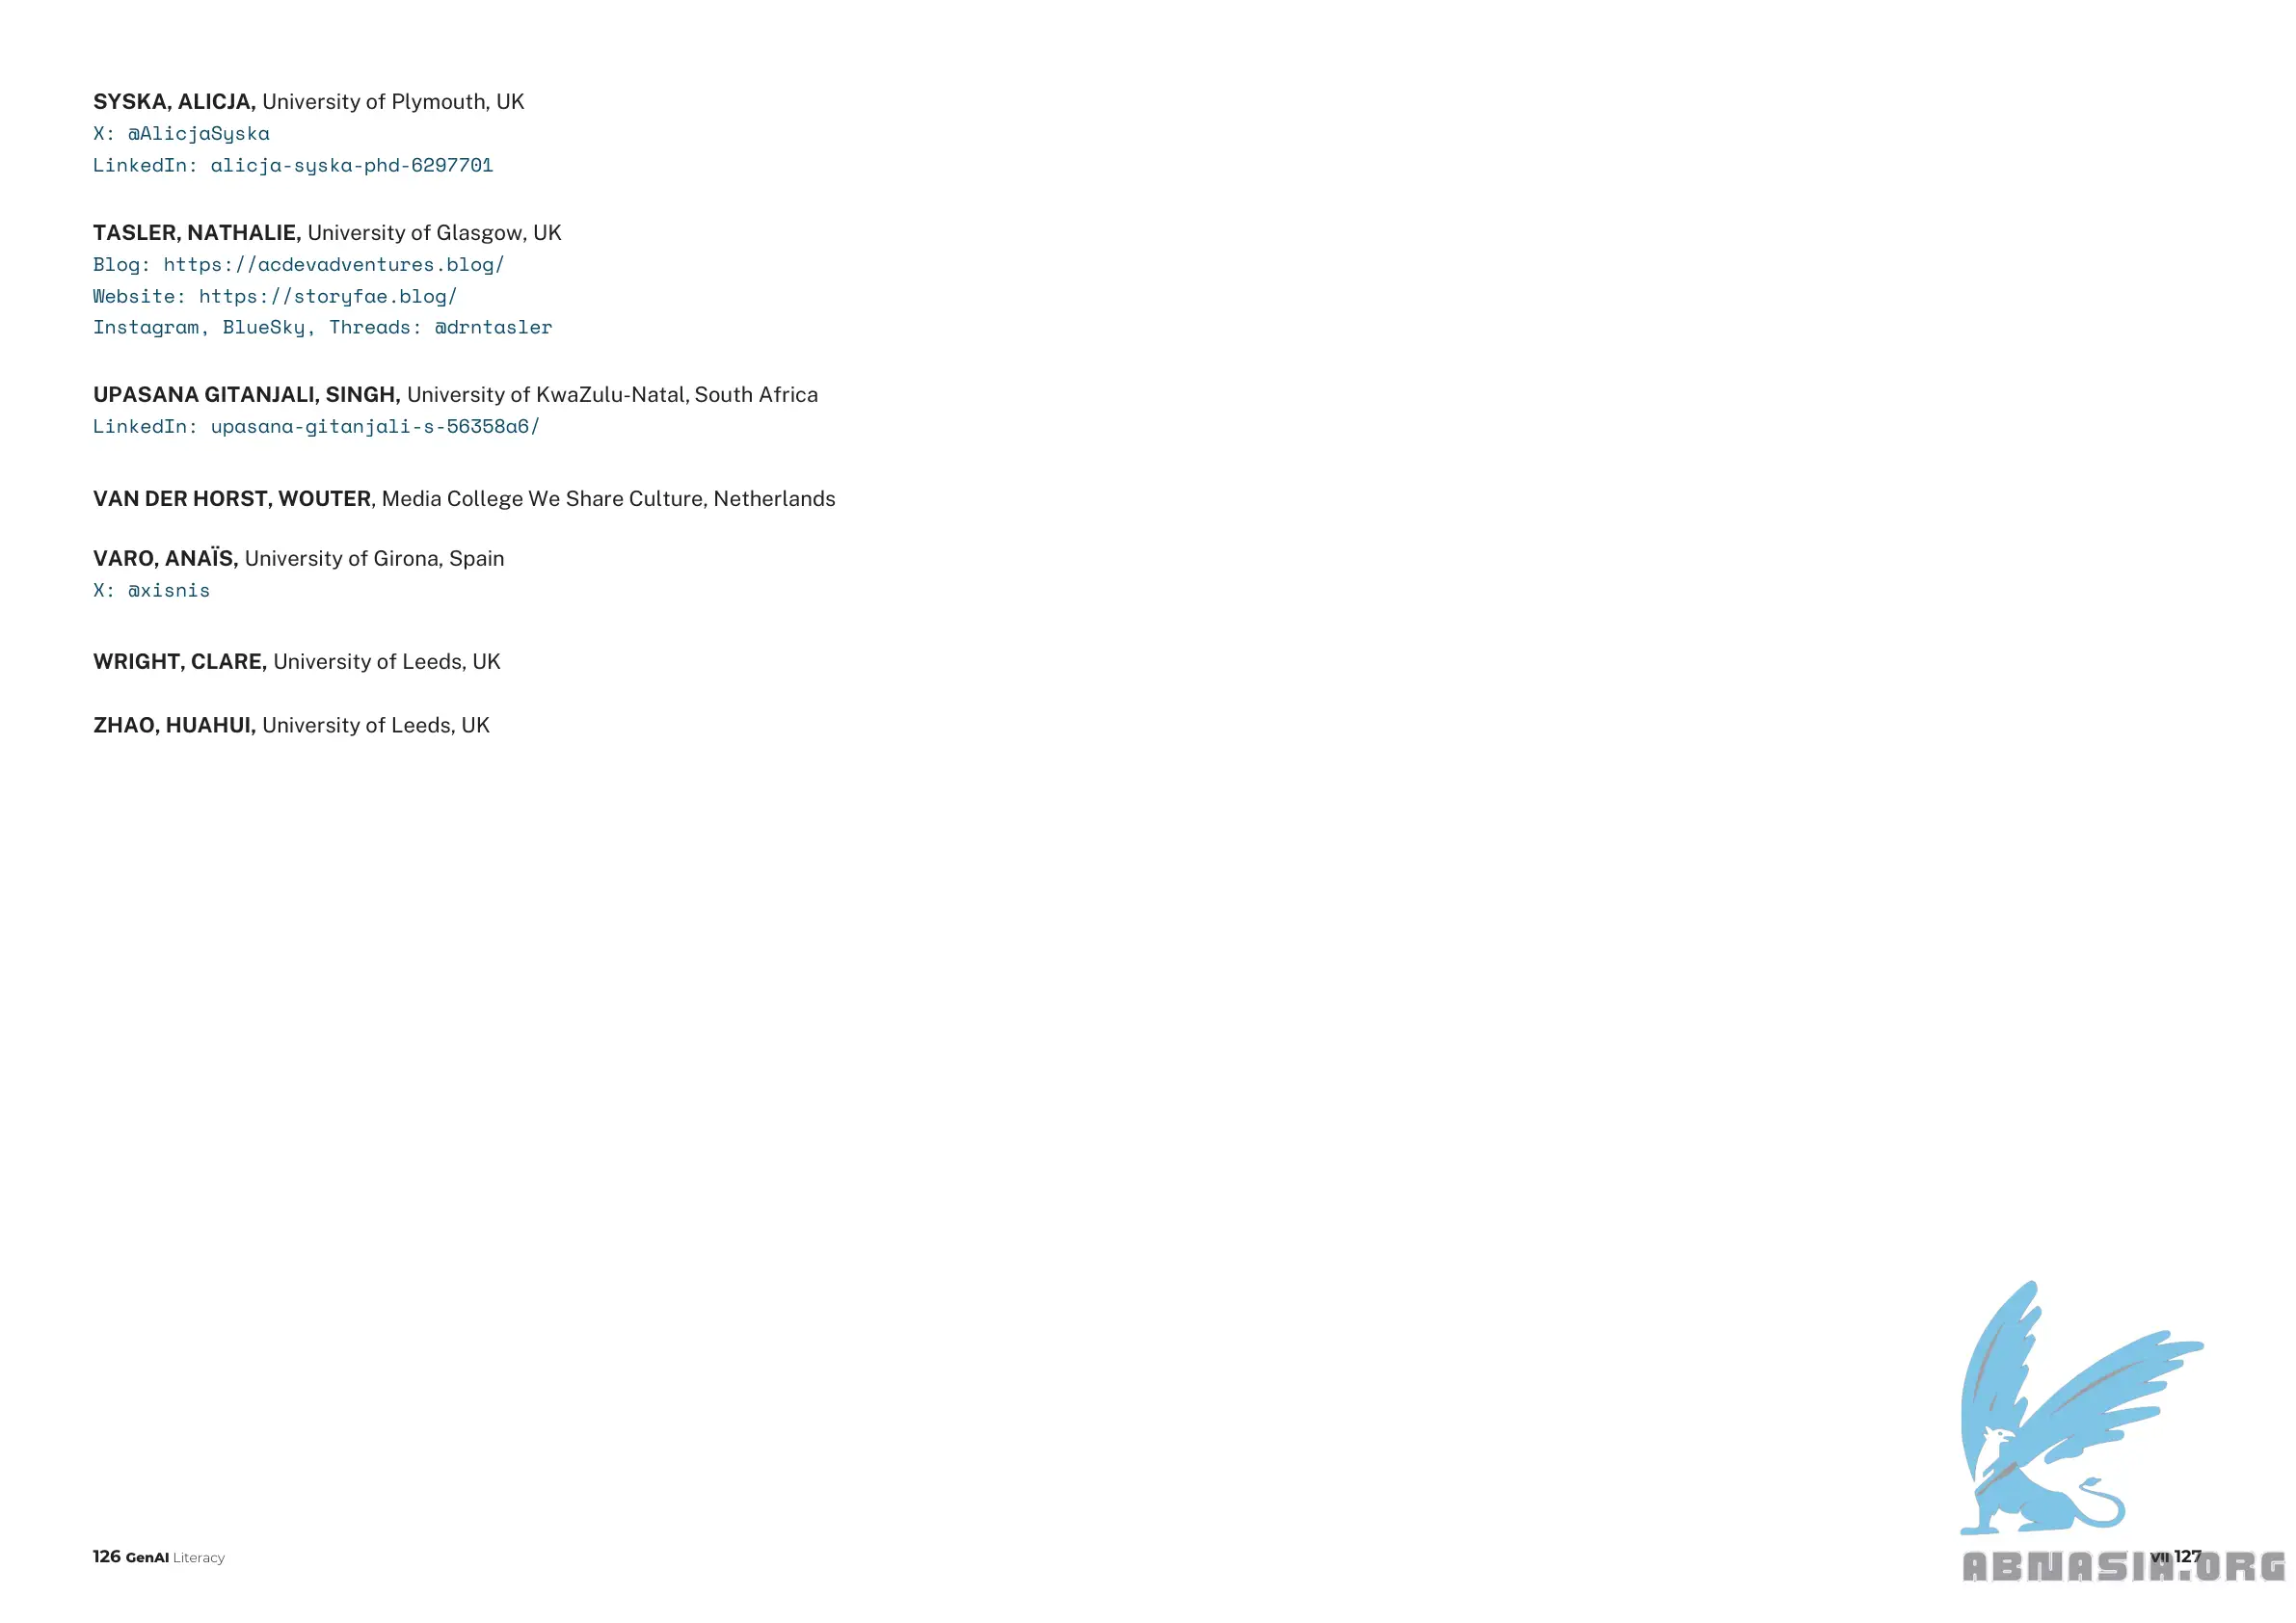 SYSKA, ALICJA, University of Plymouth, UK
X: @AlicjaSyska
LinkedIn: alicja-syska-phd-6297701
TASLER, NATHALIE, University of Glasgow, UK
Blog: https://acdevadventures.blog/
Website: https://storyfae.blog/
Instagram, BlueSky, Threads: @drntasler
UPASANA GITANJALI, SINGH, University of KwaZulu-Natal, South Africa
LinkedIn: upasana-gitanjali-s-56358a6/
VAN DER HORST, WOUTER, Media College We Share Culture, Netherlands
VARO, ANAÏS, University of Girona, Spain
X: @xisnis
WRIGHT, CLARE, University of Leeds, UK
ZHAO, HUAHUI, University of Leeds, UK
126 GenAI Literacy
VII 127
ABNASIA.ORG